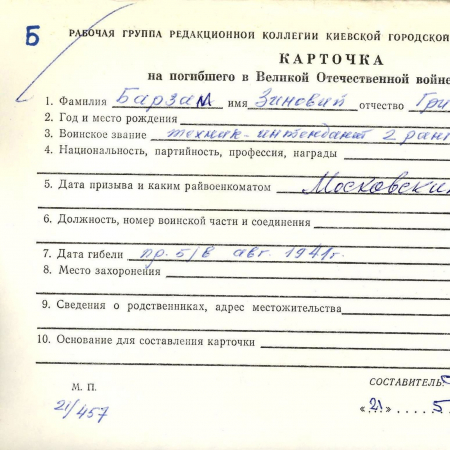 Б
РАБОЧАЯ ГРУППА РЕДАКЦИОННОЙ КОЛЛЕГИИ КИЕВСКОЙ ГОРОДСКОЙ
КАРТОЧКА
на погибшего в Великой Отечественной войне
1. Фамилия Барзам имя Зиновий отчество Гри
2. Год и место рождения
3. Воинское звание техник-интендант 2 ранг
4. Национальность, партийность, профессия, награды
5. Дата призыва и каким райвоенкоматом Московским
6. Должность, номер воинской части и соединения
7. Дата гибели пр. б/в авг. 1941г.
8. Место захоронения
9. Сведения о родственниках, адрес местожительства
10. Основание для составления карточки
М. П. СОСТАВИТЕЛЬ:
21/457 «21» 5